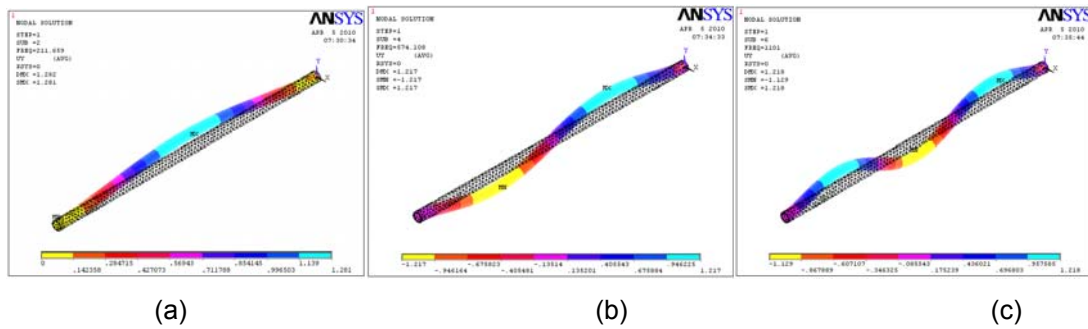 1
NODAL SOLUTION
STEP=1
SUB =2
FREQ=211.659
UY (AVG)
RSYS=0
DMX =1.282
SMX =1.281
ANSYS
APR 5 2010
07:30:34
Y
X
MX
0 .284715 .56943 .854145 1.139
.142358 .427073 .711788 .996503 1.281
(a)
1
NODAL SOLUTION
STEP=1
SUB =4
FREQ=574.108
UY (AVG)
RSYS=0
DMX =1.217
SMN =-1.217
SMX =1.217
ANSYS
APR 5 2010
07:34:33
Y
X
MX
MN
-1.217 -.675823 -.13514 .405543 .946225
-.946164 -.405481 .135201 .675884 1.217
(b)
1
NODAL SOLUTION
STEP=1
SUB =6
FREQ=1101
UY (AVG)
RSYS=0
DMX =1.218
SMN =-1.129
SMX =1.218
ANSYS
APR 5 2010
Y
X
MX
MN
-1.129 -.607107 -.085543 .436021 .957585
-.867889 -.346325 .175239 .696803 1.218
(c)